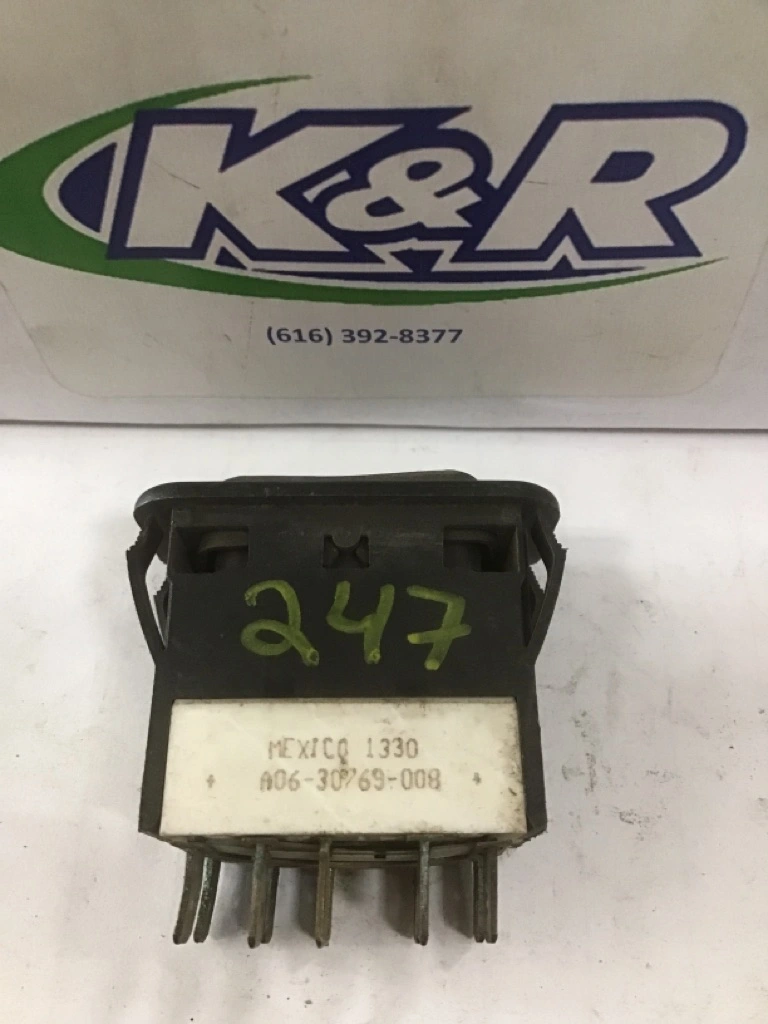 K&R
(616) 392-8377
247
MEXICO 1330
A06-30769-008